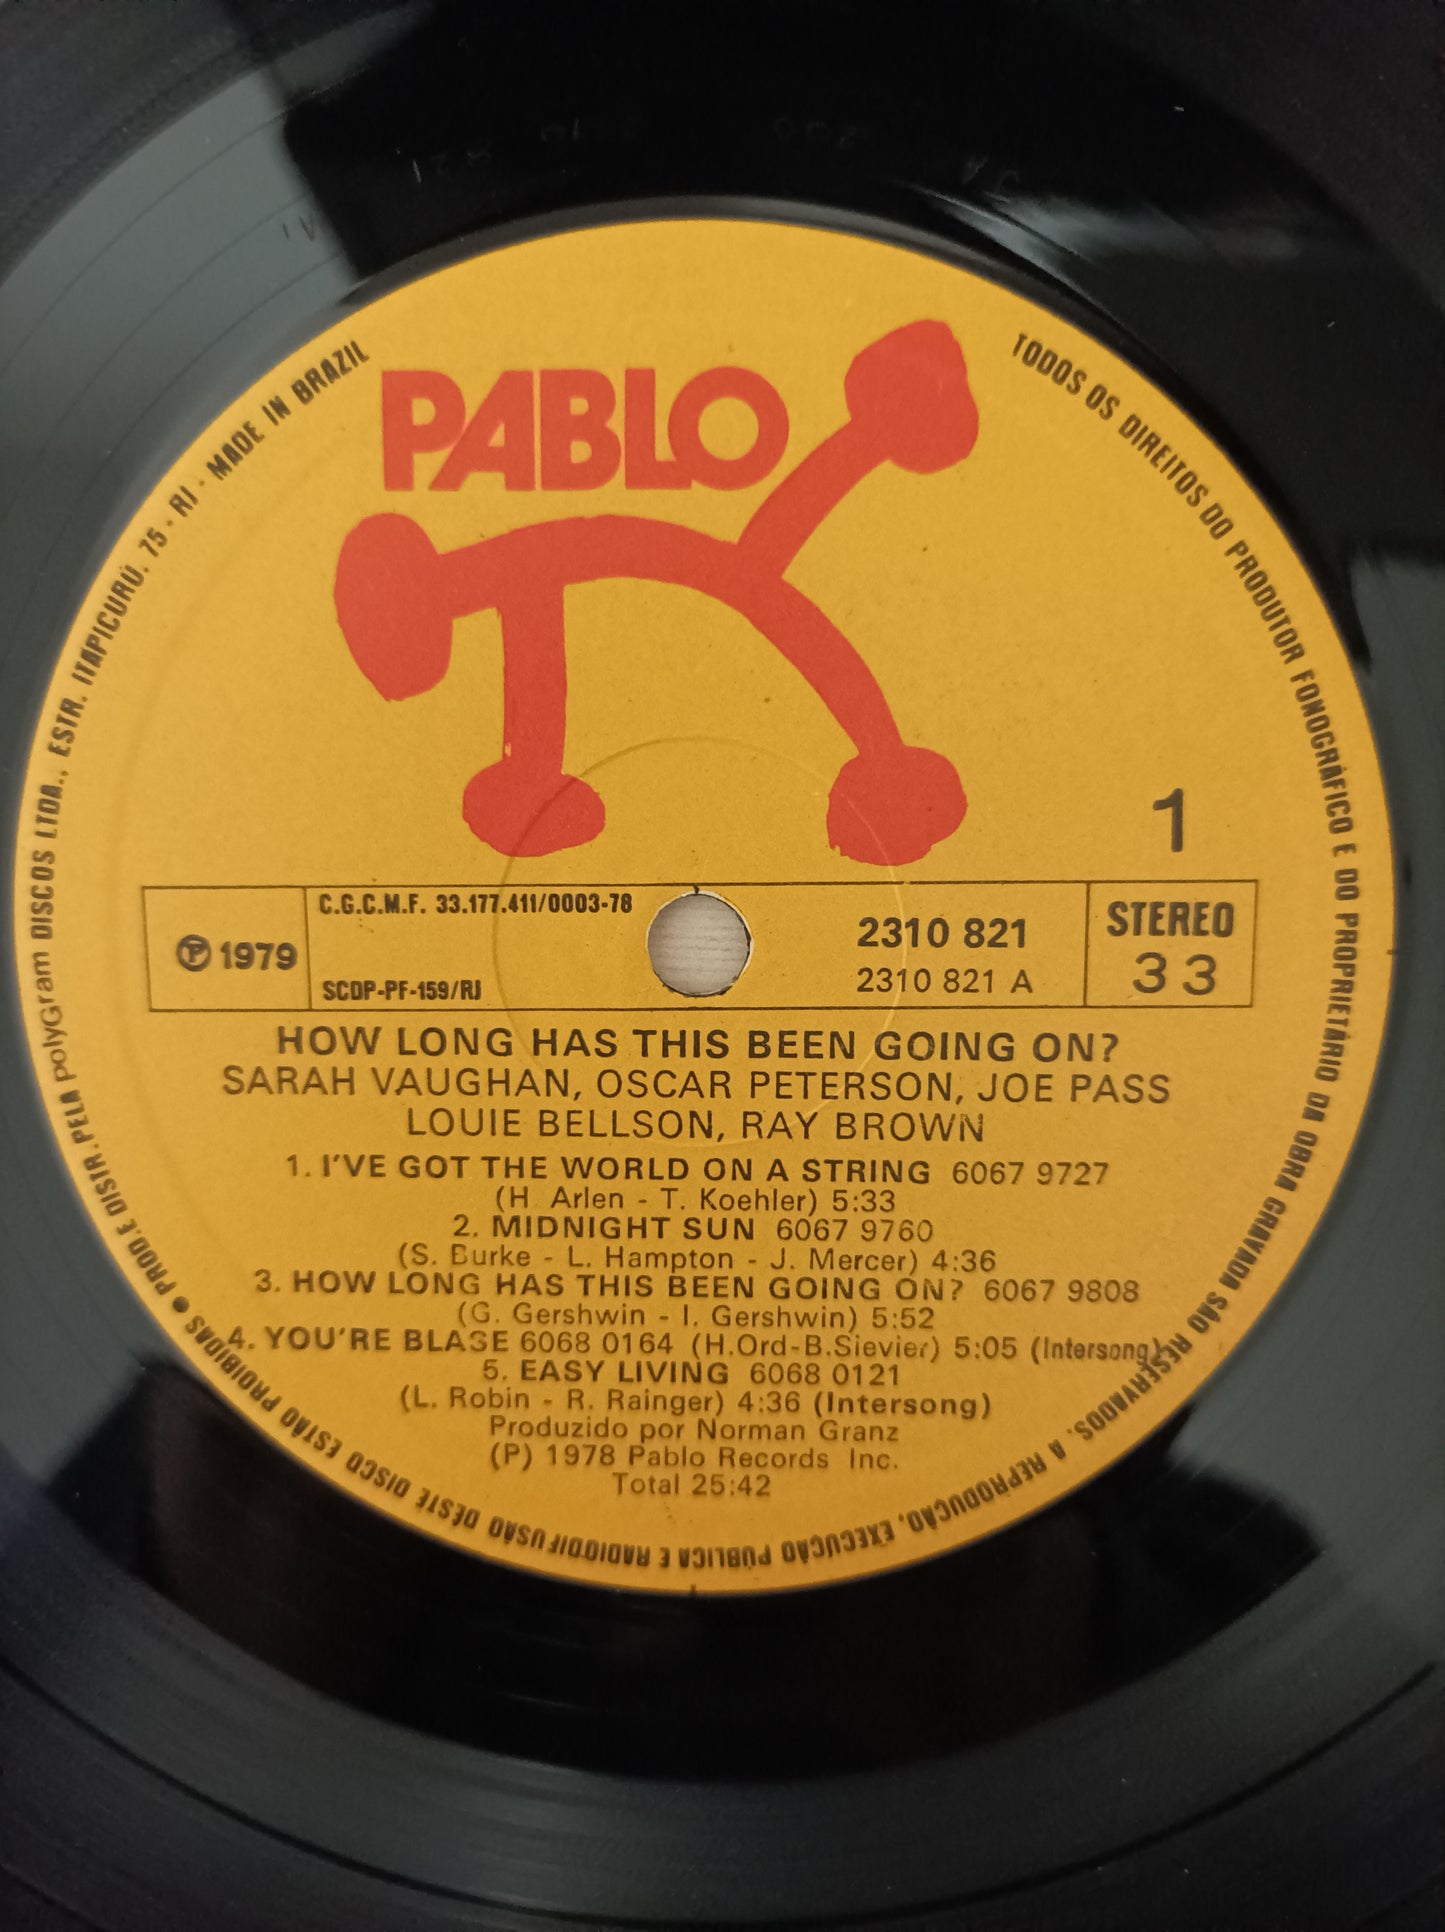 PABLO
1
℗ 1979
C.G.C.M.F. 33.177.411/0003-78
SCDP-PF-159/RJ
2310 821
2310 821 A
STEREO
33
HOW LONG HAS THIS BEEN GOING ON?
SARAH VAUGHAN, OSCAR PETERSON, JOE PASS
LOUIE BELLSON, RAY BROWN
1. I'VE GOT THE WORLD ON A STRING 6067 9727
(H. Arlen - T. Koehler) 5:33
2. MIDNIGHT SUN 6067 9760
(S. Burke - L. Hampton - J. Mercer) 4:36
3. HOW LONG HAS THIS BEEN GOING ON? 6067 9808
(G. Gershwin - I. Gershwin) 5:52
4. YOU'RE BLASE 6068 0164 (H.Ord-B.Sievier) 5:05 (Intersong)
5. EASY LIVING 6068 0121
(L. Robin - R. Rainger) 4:36 (Intersong)
Produzido por Norman Granz
(P) 1978 Pablo Records Inc.
Total 25:42
TODOS OS DIREITOS DO PRODUTOR FONOGRÁFICO E DO PROPRIETÁRIO DA OBRA GRAVADA SÃO RESERVADOS. A REPRODUÇÃO, EXECUÇÃO PÚBLICA E RADIODIFUSÃO DESTE DISCO ESTÃO PROIBIDAS ● PROD. E DISTR. PELA PolyGram DISCOS LTDA., ESTR. ITAPICURÚ, 75 - RJ - MADE IN BRAZIL